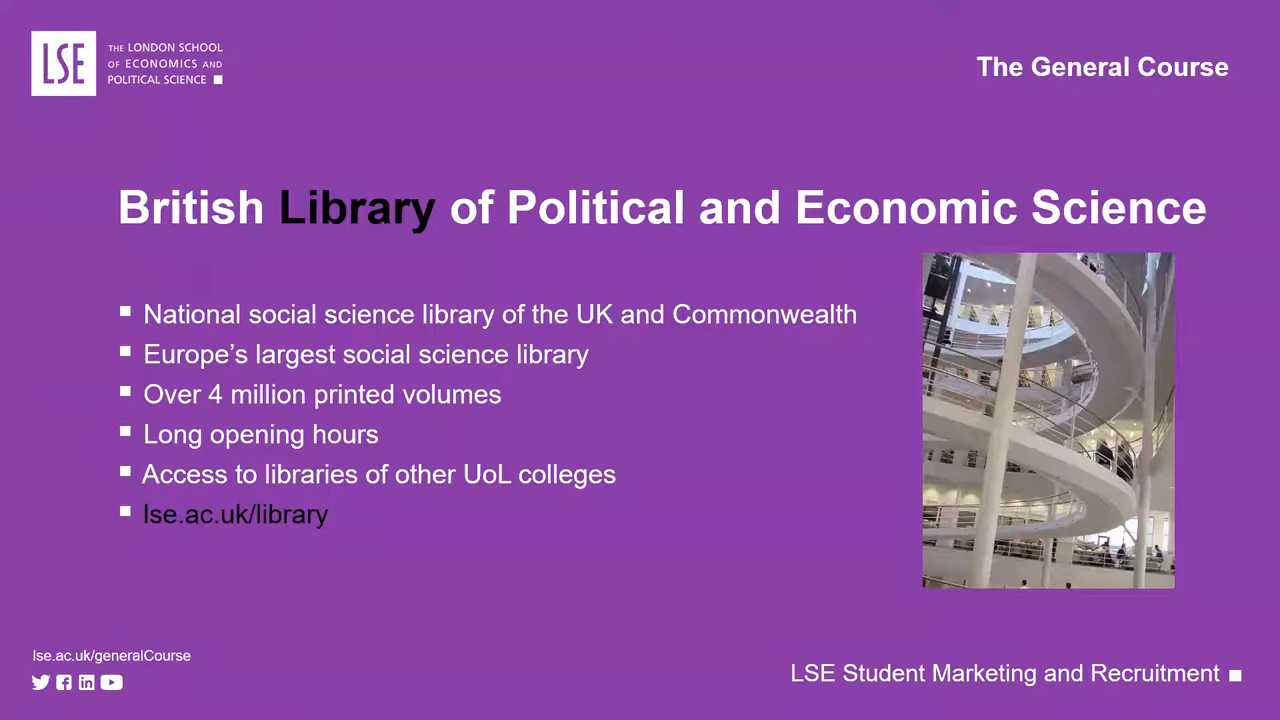 LSE
THE LONDON SCHOOL
OF ECONOMICS AND
POLITICAL SCIENCE
The General Course
British Library of Political and Economic Science
National social science library of the UK and Commonwealth
Europe’s largest social science library
Over 4 million printed volumes
Long opening hours
Access to libraries of other UoL colleges
lse.ac.uk/library
lse.ac.uk/generalCourse
LSE Student Marketing and Recruitment